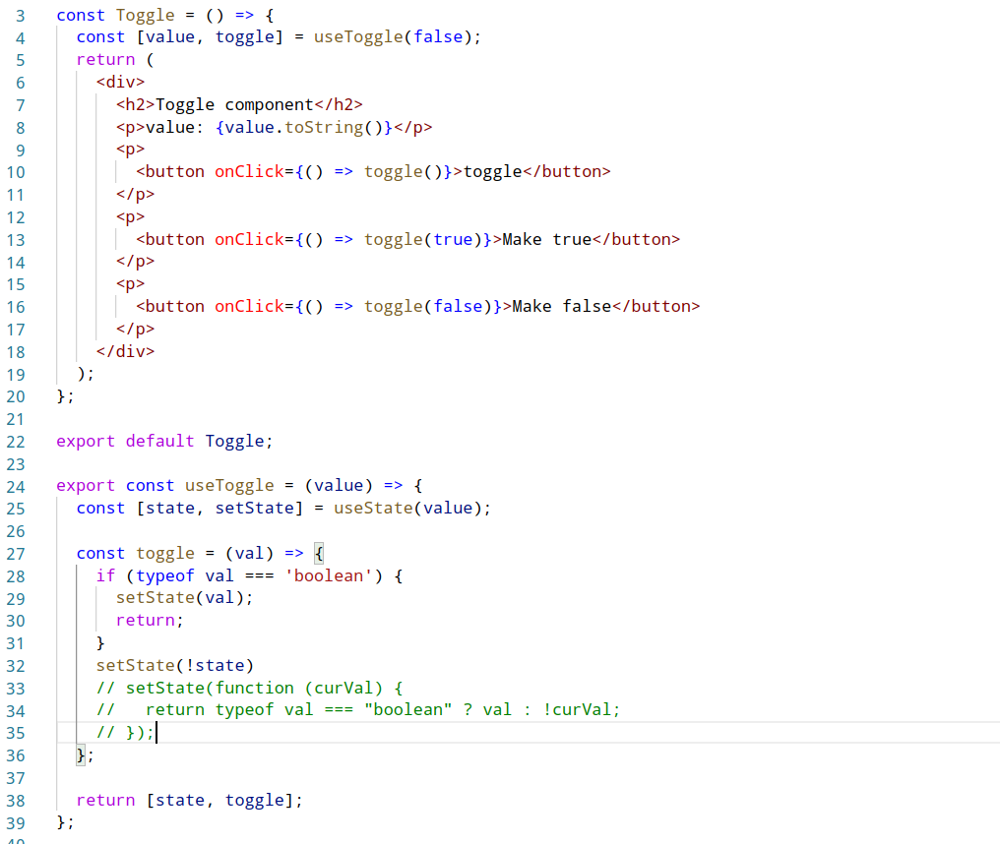 3 const Toggle = () => {
4 const [value, toggle] = useToggle(false);
5 return (
6 <div>
7 <h2>Toggle component</h2>
8 <p>value: {value.toString()}</p>
9 <p>
10 <button onClick={() => toggle()}>toggle</button>
11 </p>
12 <p>
13 <button onClick={() => toggle(true)}>Make true</button>
14 </p>
15 <p>
16 <button onClick={() => toggle(false)}>Make false</button>
17 </p>
18 </div>
19 );
20 };
21
22 export default Toggle;
23
24 export const useToggle = (value) => {
25 const [state, setState] = useState(value);
26
27 const toggle = (val) => {
28 if (typeof val === 'boolean') {
29 setState(val);
30 return;
31 }
32 setState(!state)
33 // setState(function (curVal) {
34 //   return typeof val === "boolean" ? val : !curVal;
35 // });
36 };
37
38 return [state, toggle];
39 };
40